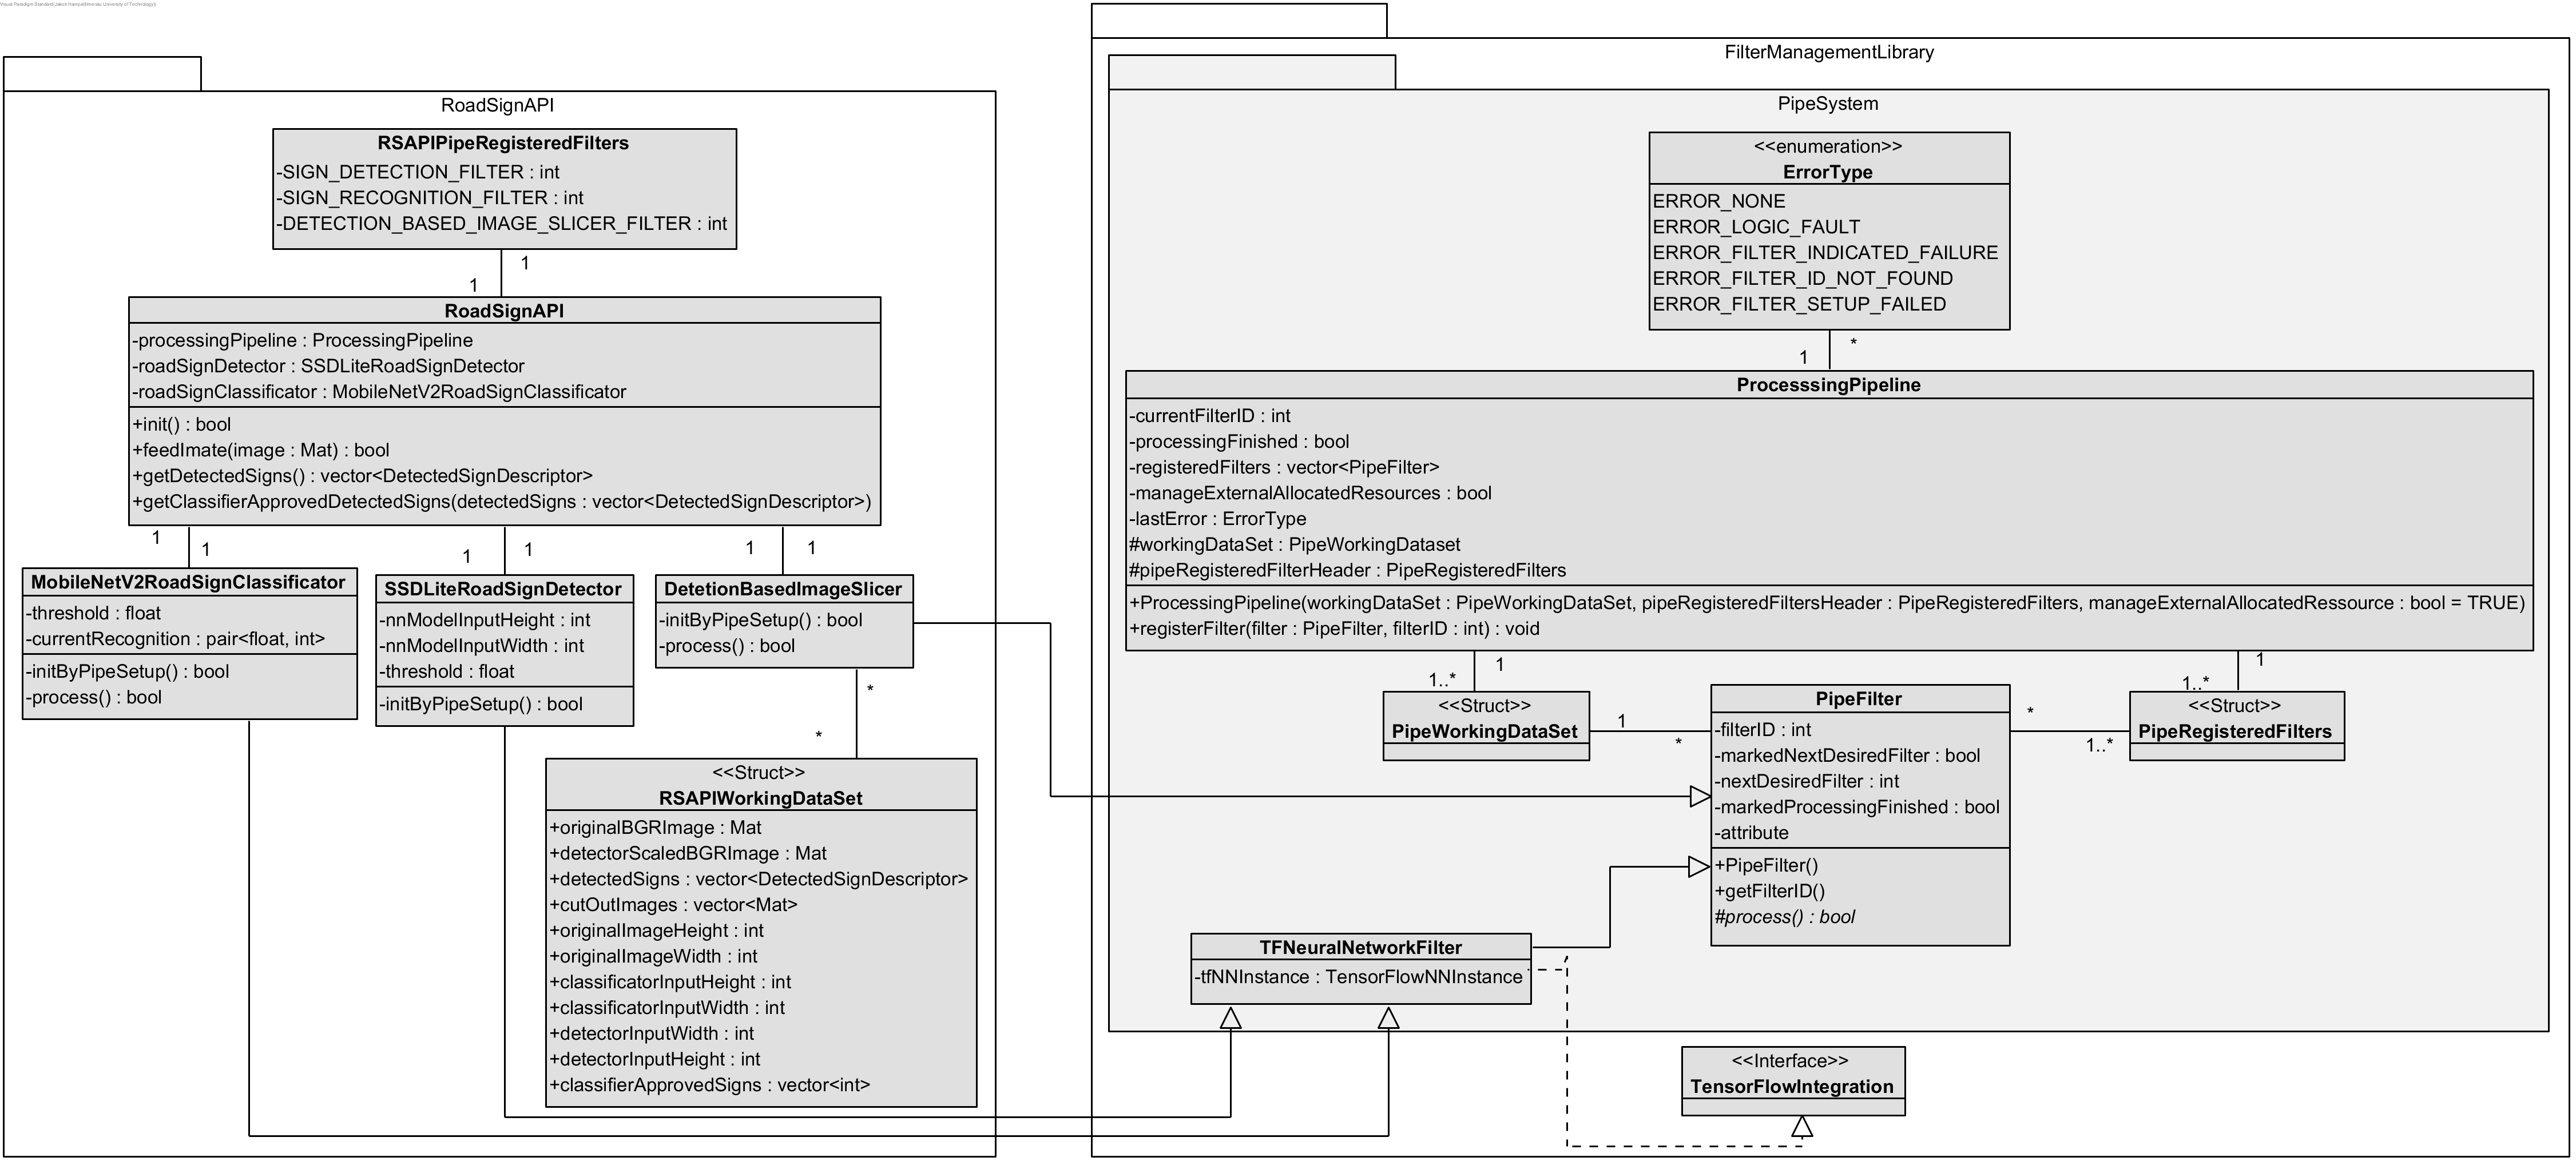 Visual Paradigm Standard(Jakob Hampel(Ilmenau University of Technology))
RoadSignAPI
RSAPIPipeRegisteredFilters
-SIGN_DETECTION_FILTER : int
-SIGN_RECOGNITION_FILTER : int
-DETECTION_BASED_IMAGE_SLICER_FILTER : int
1
1
RoadSignAPI
-processingPipeline : ProcessingPipeline
-roadSignDetector : SSDLiteRoadSignDetector
-roadSignClassificator : MobileNetV2RoadSignClassificator
+init() : bool
+feedImate(image : Mat) : bool
+getDetectedSigns() : vector<DetectedSignDescriptor>
+getClassifierApprovedDetectedSigns(detectedSigns : vector<DetectedSignDescriptor>)
1
1
1
1
1
1
MobileNetV2RoadSignClassificator
-threshold : float
-currentRecognition : pair<float, int>
-initByPipeSetup() : bool
-process() : bool
SSDLiteRoadSignDetector
-nnModelInputHeight : int
-nnModelInputWidth : int
-threshold : float
-initByPipeSetup() : bool
DetetionBasedImageSlicer
-initByPipeSetup() : bool
-process() : bool
*
*
<<Struct>>
RSAPIWorkingDataSet
+originalBGRImage : Mat
+detectorScaledBGRImage : Mat
+detectedSigns : vector<DetectedSignDescriptor>
+cutOutImages : vector<Mat>
+originalImageHeight : int
+originalImageWidth : int
+classificatorInputHeight : int
+classificatorInputWidth : int
+detectorInputWidth : int
+detectorInputHeight : int
+classifierApprovedSigns : vector<int>
FilterManagementLibrary
PipeSystem
<<enumeration>>
ErrorType
ERROR_NONE
ERROR_LOGIC_FAULT
ERROR_FILTER_INDICATED_FAILURE
ERROR_FILTER_ID_NOT_FOUND
ERROR_FILTER_SETUP_FAILED
*
1
ProcesssingPipeline
-currentFilterID : int
-processingFinished : bool
-registeredFilters : vector<PipeFilter>
-manageExternalAllocatedResources : bool
-lastError : ErrorType
#workingDataSet : PipeWorkingDataset
#pipeRegisteredFilterHeader : PipeRegisteredFilters
+ProcessingPipeline(workingDataSet : PipeWorkingDataSet, pipeRegisteredFiltersHeader : PipeRegisteredFilters, manageExternalAllocatedRessource : bool = TRUE)
+registerFilter(filter : PipeFilter, filterID : int) : void
1
1..*
1
1..*
<<Struct>>
PipeWorkingDataSet
1
*
PipeFilter
-filterID : int
-markedNextDesiredFilter : bool
-nextDesiredFilter : int
-markedProcessingFinished : bool
-attribute
+PipeFilter()
+getFilterID()
#process() : bool
*
1..*
<<Struct>>
PipeRegisteredFilters
TFNeuralNetworkFilter
-tfNNInstance : TensorFlowNNInstance
<<Interface>>
TensorFlowIntegration